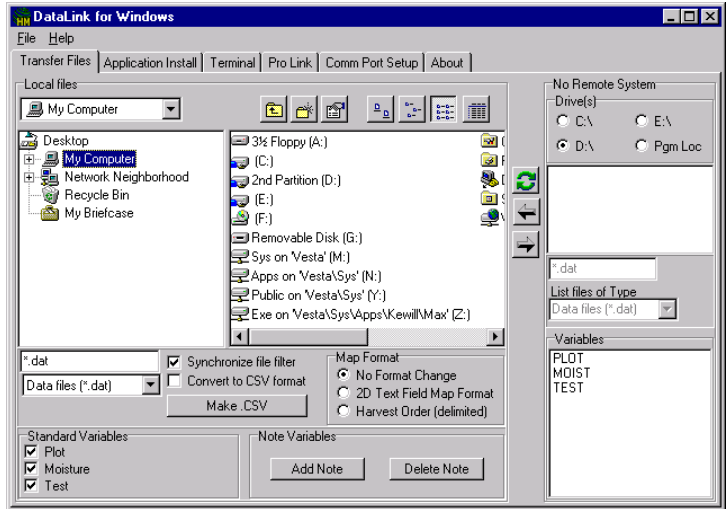 HM DataLink for Windows
File Help
Transfer Files Application Install Terminal Pro Link Comm Port Setup About
Local files
My Computer
Desktop
My Computer
Network Neighborhood
Recycle Bin
My Briefcase
3½ Floppy (A:)
(C:)
2nd Partition (D:)
(E:)
(F:)
Removable Disk (G:)
Sys on 'Vesta' (M:)
Apps on 'Vesta\Sys' (N:)
Public on 'Vesta\Sys' (Y:)
Exe on 'Vesta\Sys\Apps\Kewill\Max' (Z:)
*.dat
Data files (*.dat)
Synchronize file filter
Convert to CSV format
Make .CSV
Map Format
No Format Change
2D Text Field Map Format
Harvest Order (delimited)
Standard Variables
Plot
Moisture
Test
Note Variables
Add Note Delete Note
No Remote System
Drive(s)
C:\ E:\
D:\ Pgm Loc
*.dat
List files of Type
Data files (*.dat)
Variables
PLOT
MOIST
TEST